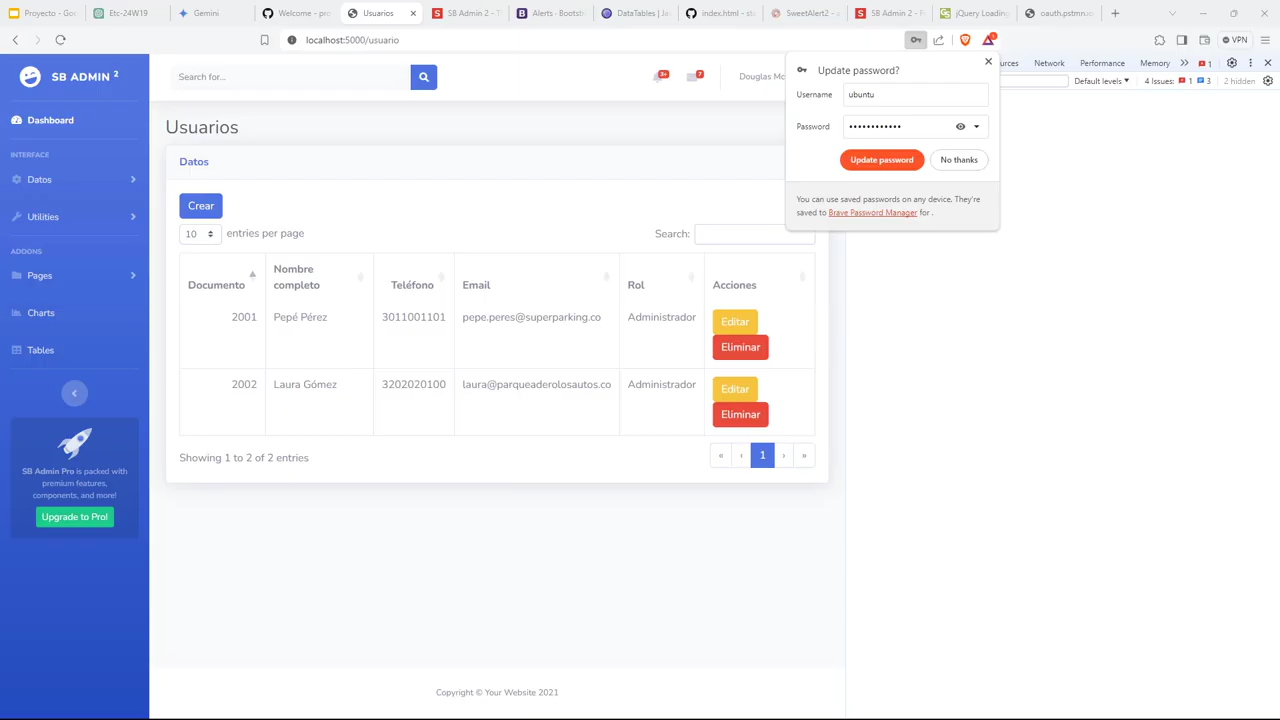 Proyecto - Goo
Etc-24W19
Gemini
Welcome – pro
Usuarios
SB Admin 2 - T
Alerts · Bootstr
DataTables | Ja
index.html - st
SweetAlert2 - a
SB Admin 2 - F
jQuery Loading
oauth.pstmn.io
localhost:5000/usuario
VPN
SB ADMIN 2
Search for...
3+
7
Douglas Mc
Update password?
Username
ubuntu
Password
Update password
No thanks
You can use saved passwords on any device. They're
saved to Brave Password Manager for .
Network
Performance
Memory
1
Default levels
4 Issues:
1
3
2 hidden
Dashboard
INTERFACE
Datos
Utilities
ADDONS
Pages
Charts
Tables
SB Admin Pro is packed with
premium features,
components, and more!
Upgrade to Pro!
Usuarios
Datos
Crear
10
entries per page
Search:
Documento
Nombre
completo
Teléfono
Email
Rol
Acciones
2001
Pepé Pérez
3011001101
pepe.peres@superparking.co
Administrador
Editar
Eliminar
2002
Laura Gómez
3202020100
laura@parqueaderolosautos.co
Administrador
Editar
Eliminar
Showing 1 to 2 of 2 entries
«
‹
1
›
»
Copyright © Your Website 2021